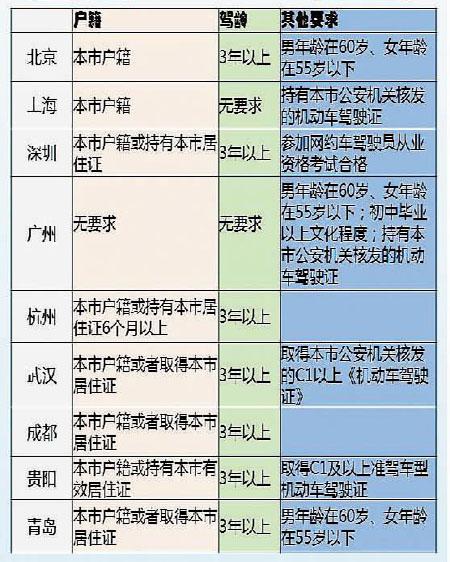 户籍 驾龄 其他要求
北京 本市户籍 3年以上 男年龄在60岁、女年龄
在55岁以下
上海 本市户籍 无要求 持有本市公安机关核发
的机动车驾驶证
深圳 本市户籍或持有本市居
住证
3年以上 参加网约车驾驶员从业
资格考试合格
广州 无要求 无要求 男年龄在60岁、女年龄
在55岁以下；初中毕业
以上文化程度；持有本
市公安机关核发的机动
车驾驶证
杭州 本市户籍或持有本市居
住证6个月以上
3年以上
武汉 本市户籍或者取得本市
居住证
3年以上 取得本市公安机关核发
的C1以上《机动车驾驶
证》
成都 本市户籍或者取得本市
居住证
3年以上
贵阳 本市户籍或持有本市有
效居住证
3年以上 取得C1及以上准驾车型
机动车驾驶证
青岛 本市户籍或者取得本市
居住证
3年以上 男年龄在60岁、女年龄
在55以下